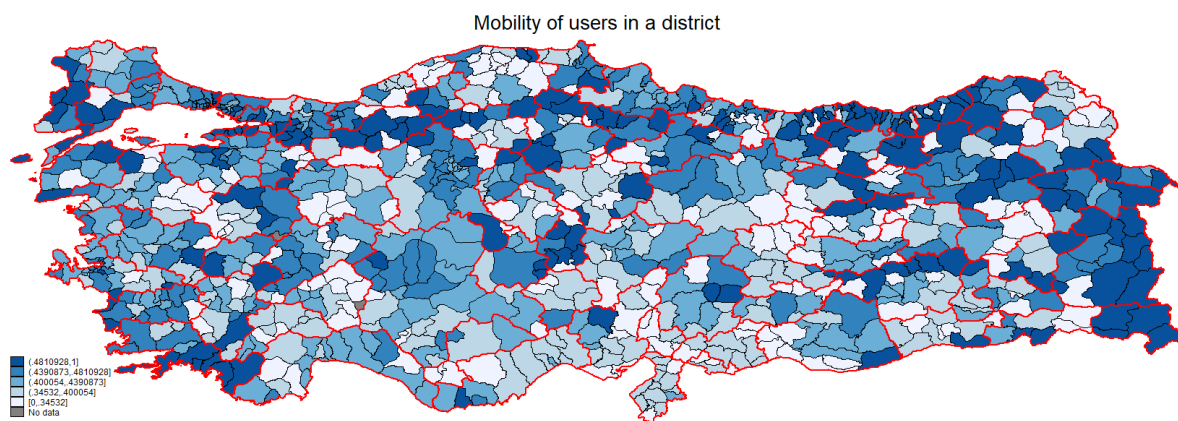 Mobility of users in a district
(.4810928,1]
(.4390873,.4810928]
(.400054,.4390873]
(.34532,.400054]
[0,.34532]
No data